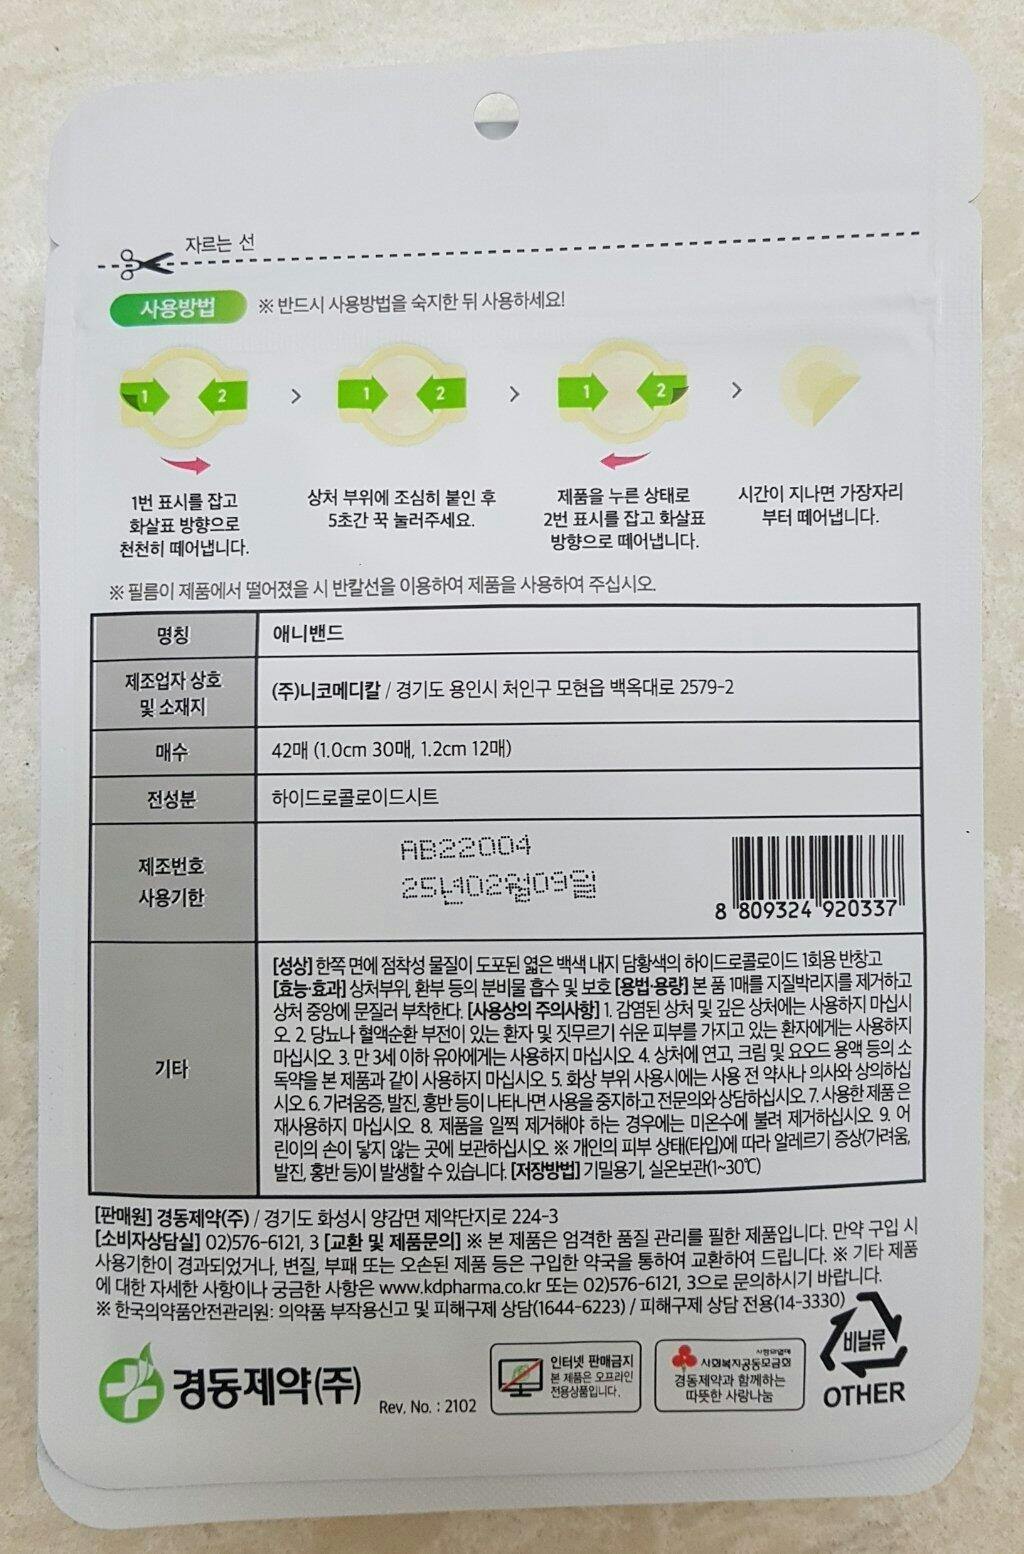 자르는 선
사용방법 ※ 반드시 사용방법을 숙지한 뒤 사용하세요!
1 2 > 1 2 > 1 2 >
1번 표시를 잡고
화살표 방향으로
천천히 떼어냅니다.
상처 부위에 조심히 붙인 후
5초간 꾹 눌러주세요.
제품을 누른 상태로
2번 표시를 잡고 화살표
방향으로 떼어냅니다.
시간이 지나면 가장자리
부터 떼어냅니다.
※ 필름이 제품에서 떨어졌을 시 반칼선을 이용하여 제품을 사용하여 주십시오.
명칭 애니밴드
제조업자 상호
및 소재지
(주)니코메디칼 / 경기도 용인시 처인구 모현읍 백옥대로 2579-2
매수 42매 (1.0cm 30매, 1.2cm 12매)
전성분 하이드로콜로이드시트
제조번호
사용기한
AB22004
25년02월09일
8 809324 920337
기타
[성상] 한쪽 면에 점착성 물질이 도포된 엷은 백색 내지 담황색의 하이드로콜로이드 1회용 반창고
[효능·효과] 상처부위, 환부 등의 분비물 흡수 및 보호 [용법·용량] 본 품 1매를 지질박리지를 제거하고
상처 중앙에 문질러 부착한다. [사용상의 주의사항] 1. 감염된 상처 및 깊은 상처에는 사용하지 마십시
오. 2. 당뇨나 혈액순환 부전이 있는 환자 및 짓무르기 쉬운 피부를 가지고 있는 환자에게는 사용하지
마십시오. 3. 만 3세 이하 유아에게는 사용하지 마십시오. 4. 상처에 연고, 크림 및 요오드 용액 등의 소
독약을 본 제품과 같이 사용하지 마십시오. 5. 화상 부위 사용시에는 사용 전 약사나 의사와 상의하십
시오. 6. 가려움증, 발진, 홍반 등이 나타나면 사용을 중지하고 전문의와 상담하십시오. 7. 사용한 제품 은
재사용하지 마십시오. 8. 제품을 일찍 제거해야 하는 경우에는 미온수에 불려 제거하십시오. 9. 어
린이의 손이 닿지 않는 곳에 보관하십시오. ※ 개인의 피부 상태(타입)에 따라 알레르기 증상(가려움,
발진, 홍반 등)이 발생할 수 있습니다. [저장방법] 기밀용기, 실온보관(1~30℃)
[판매원] 경동제약(주) / 경기도 화성시 양감면 제약단지로 224-3
[소비자상담실] 02)576-6121, 3 [교환 및 제품문의] ※ 본 제품은 엄격한 품질 관리를 필한 제품입니다. 만약 구입 시
사용기한이 경과되었거나, 변질, 부패 또는 오손된 제품 등은 구입한 약국을 통하여 교환하여 드립니다. ※ 기타 제품
에 대한 자세한 사항이나 궁금한 사항은 www.kdpharma.co.kr 또는 02)576-6121, 3으로 문의하시기 바랍니다.
※ 한국의약품안전관리원: 의약품 부작용신고 및 피해구제 상담(1644-6223) / 피해구제 상담 전용(14-3330)
경동제약(주)
Rev. No. : 2102
인터넷 판매금지
본 제품은 오프라인
전용상품입니다.
사랑의열매
사회복지공동모금회
경동제약과 함께하는
따뜻한 사랑나눔
비닐류
OTHER